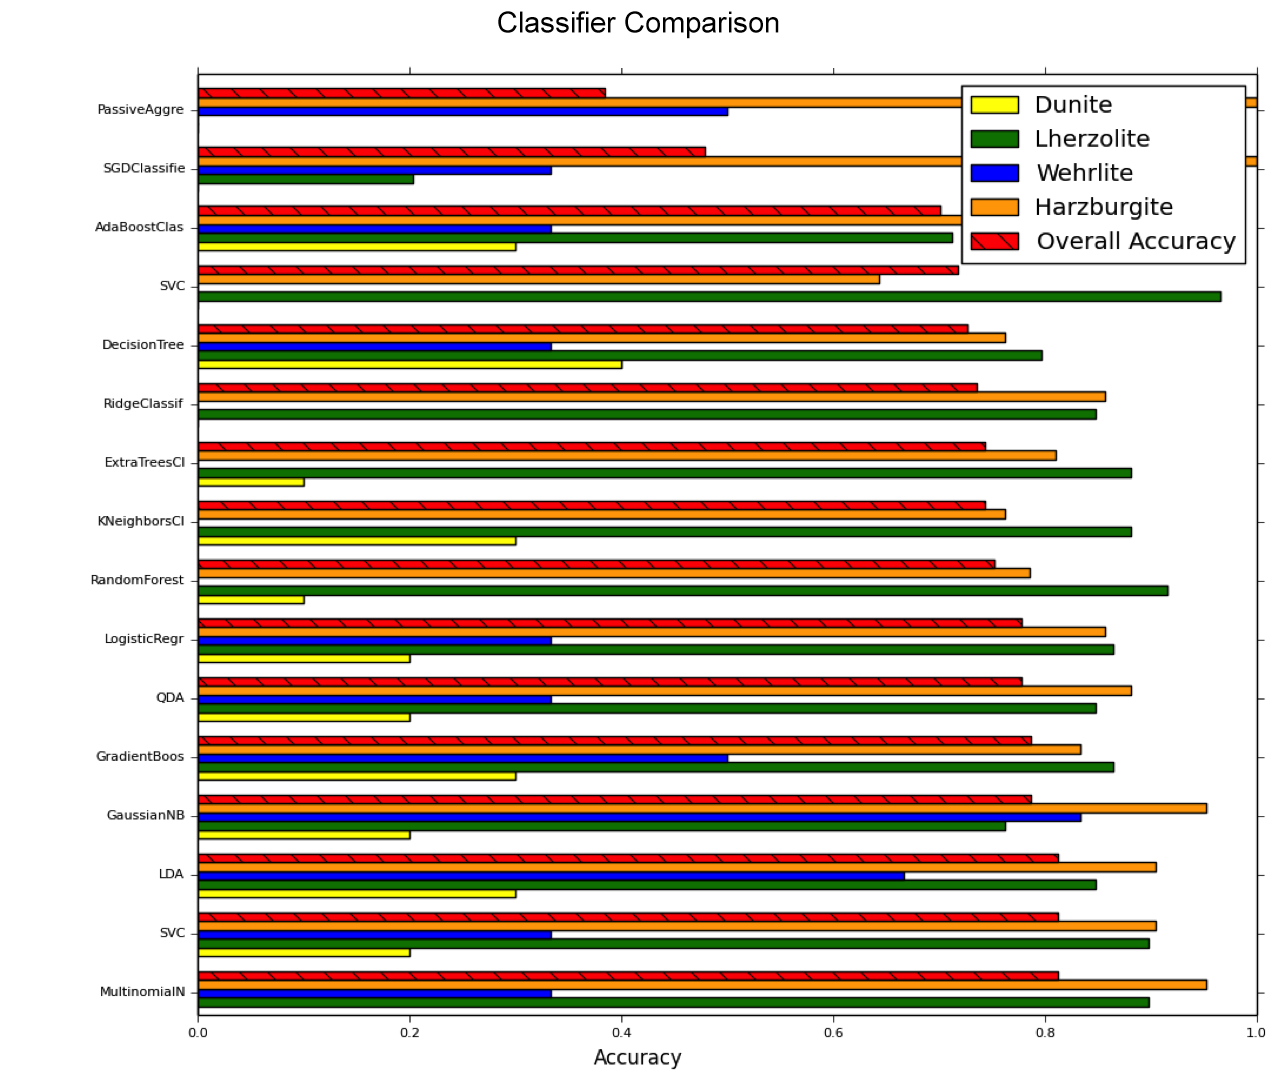 Classifier Comparison
PassiveAggre
SGDClassifie
AdaBoostClas
SVC
DecisionTree
RidgeClassif
ExtraTreesCl
KNeighborsCl
RandomForest
LogisticRegr
QDA
GradientBoos
GaussianNB
LDA
SVC
MultinomialN
Dunite
Lherzolite
Wehrlite
Harzburgite
Overall Accuracy
0.0 0.2 0.4 0.6 0.8 1.0
Accuracy